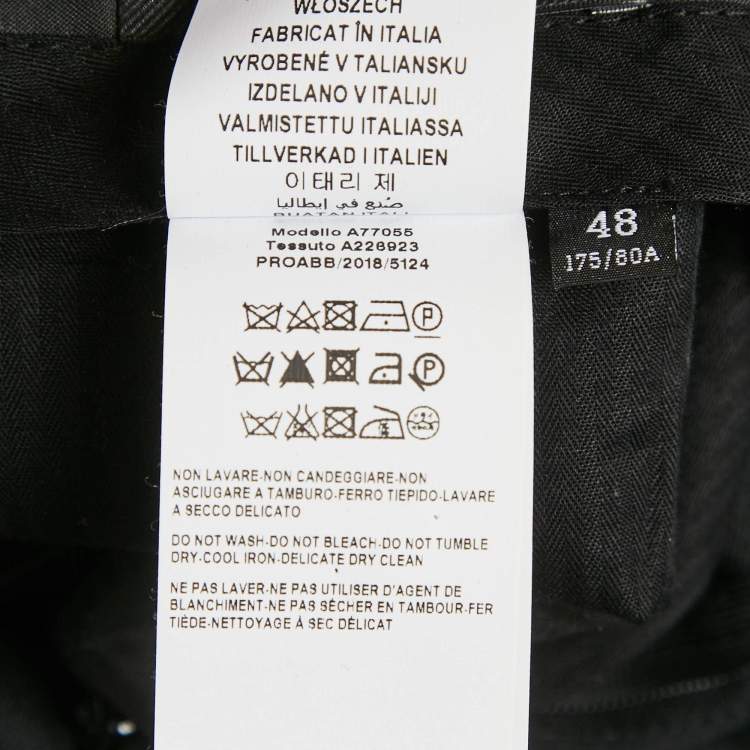 WŁOSZECH
FABRICAT ÎN ITALIA
VYROBENÉ V TALIANSKU
IZDELANO V ITALIJI
VALMISTETTU ITALIASSA
TILLVERKAD I ITALIEN
이 태 리 제
صنع في إيطاليا
BUATAN ITALI
Modello A77055
Tessuto A226923
PROABB/2018/5124
48
175/80A
P
P
NON LAVARE-NON CANDEGGIARE-NON
ASCIUGARE A TAMBURO-FERRO TIEPIDO-LAVARE
A SECCO DELICATO
DO NOT WASH-DO NOT BLEACH-DO NOT TUMBLE
DRY-COOL IRON-DELICATE DRY CLEAN
NE PAS LAVER-NE PAS UTILISER D'AGENT DE
BLANCHIMENT-NE PAS SÉCHER EN TAMBOUR-FER
TIÈDE-NETTOYAGE À SEC DÉLICAT